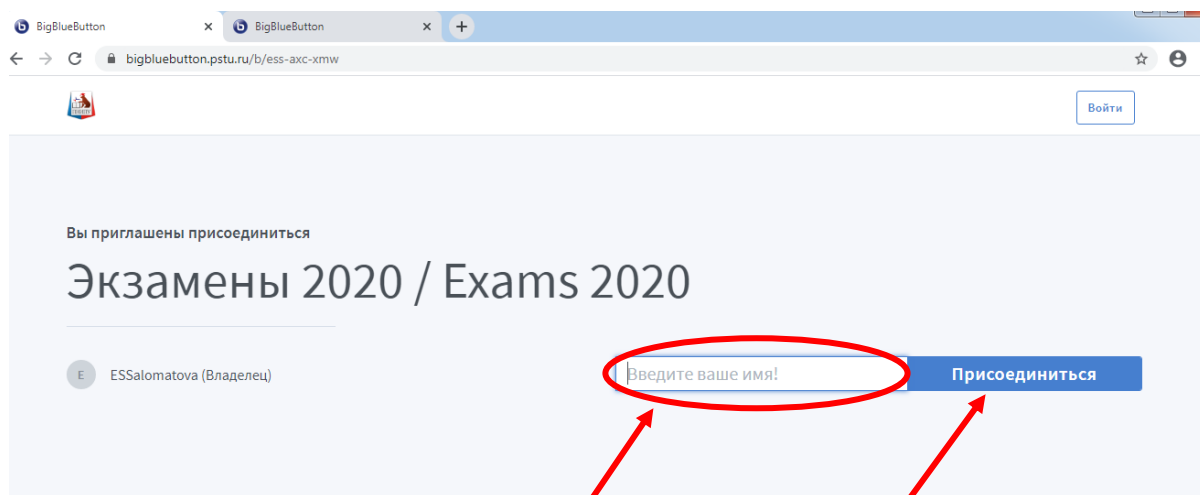 BigBlueButton
BigBlueButton
bigbluebutton.pstu.ru/b/ess-axc-xmw
Войти
Вы приглашены присоединиться
Экзамены 2020 / Exams 2020
E
ESSalomatova (Владелец)
Введите ваше имя!
Присоединиться